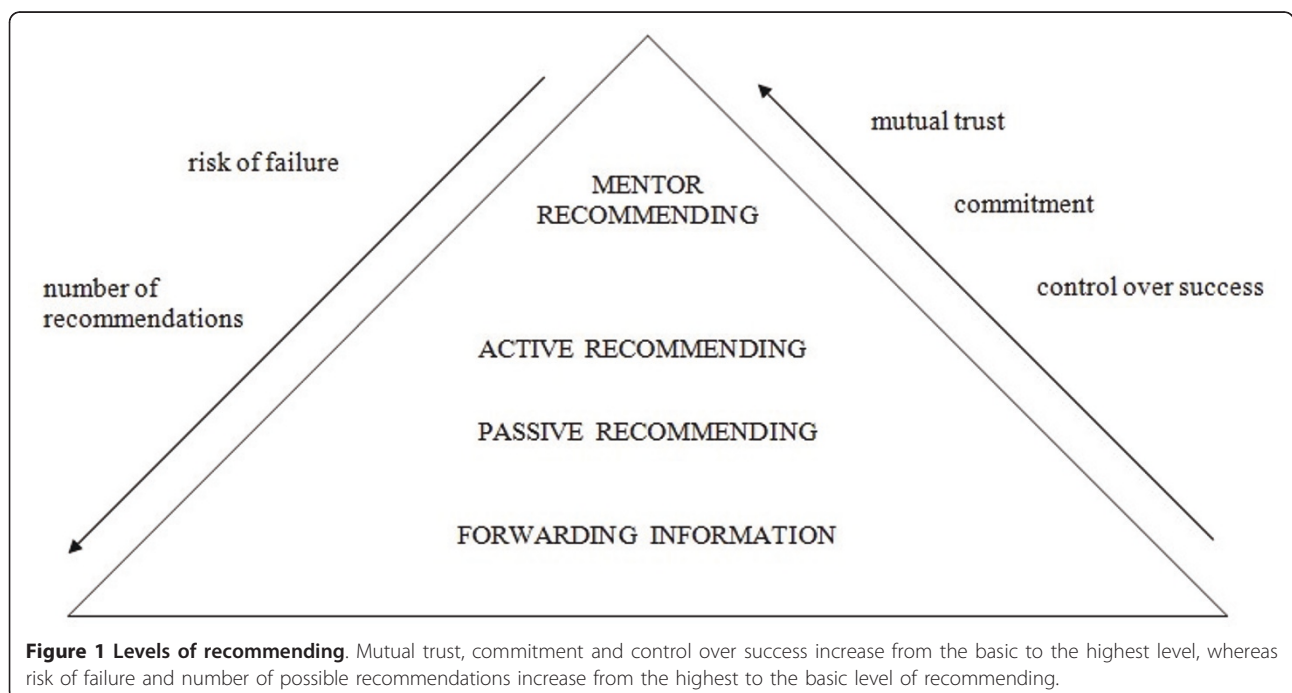 risk of failure
number of
recommendations
mutual trust
commitment
control over success
MENTOR
RECOMMENDING
ACTIVE RECOMMENDING
PASSIVE RECOMMENDING
FORWARDING INFORMATION
Figure 1 Levels of recommending. Mutual trust, commitment and control over success increase from the basic to the highest level, whereas
risk of failure and number of possible recommendations increase from the highest to the basic level of recommending.